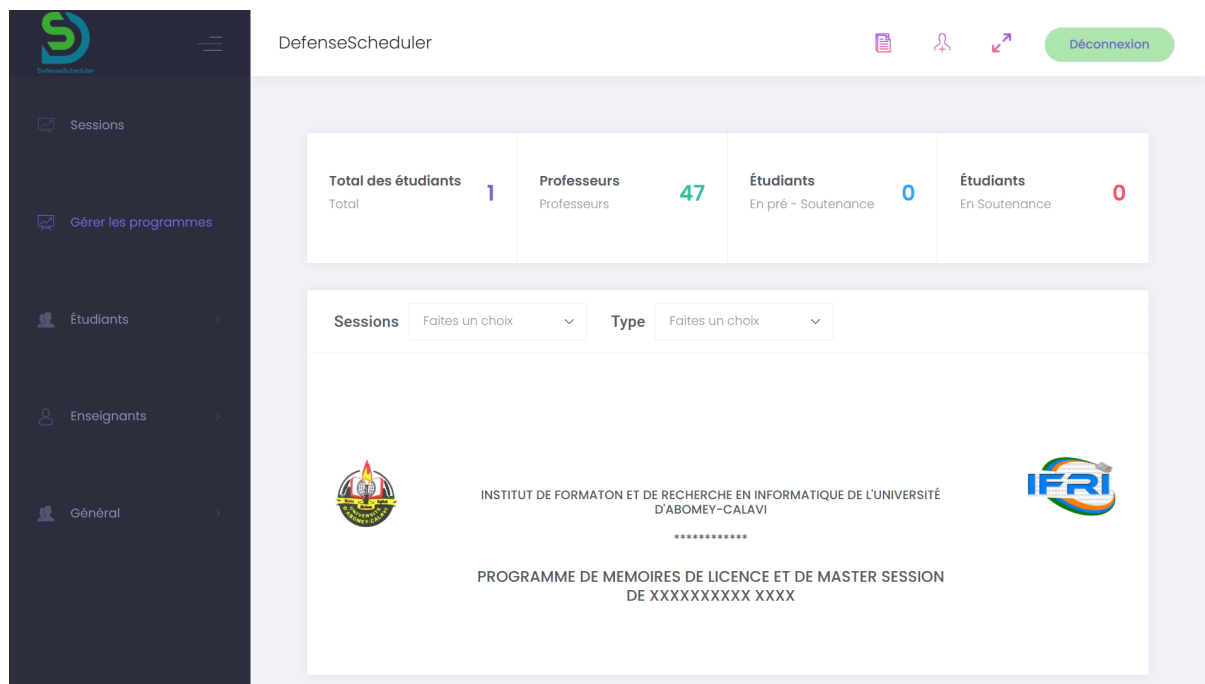 DefenseScheduler
DefenseScheduler
Déconnexion
Sessions
Gérer les programmes
Étudiants
Enseignants
Général
Total des étudiants
Total
1
Professeurs
Professeurs
47
Étudiants
En pré - Soutenance
0
Étudiants
En Soutenance
0
Sessions
Faites un choix
Type
Faites un choix
IFRI
INSTITUT DE FORMATON ET DE RECHERCHE EN INFORMATIQUE DE L'UNIVERSITÉ
D'ABOMEY-CALAVI
************
PROGRAMME DE MEMOIRES DE LICENCE ET DE MASTER SESSION
DE XXXXXXXXXX XXXX